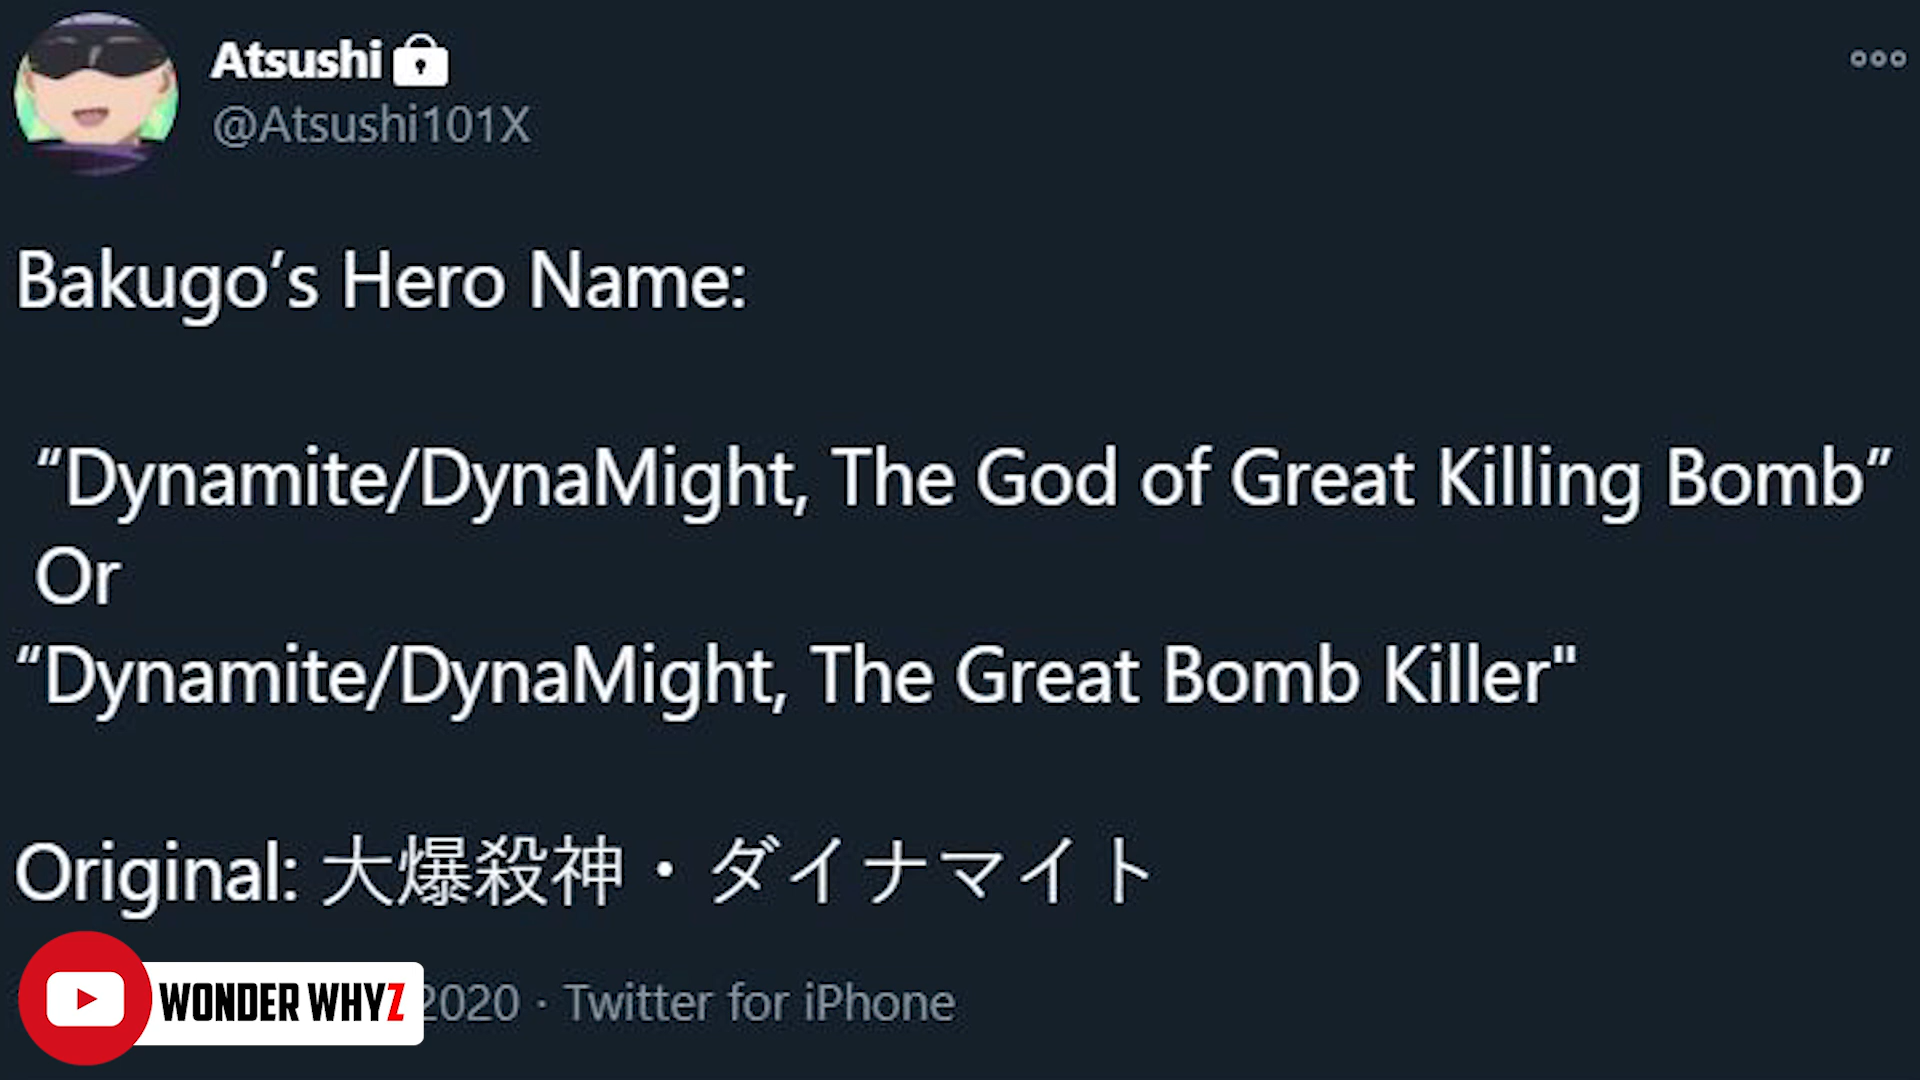 Atsushi
@Atsushi101X
Bakugo’s Hero Name:
“Dynamite/DynaMight, The God of Great Killing Bomb”
Or
“Dynamite/DynaMight, The Great Bomb Killer"
Original: 大爆殺神・ダイナマイト
WONDER WHYZ
2020 · Twitter for iPhone